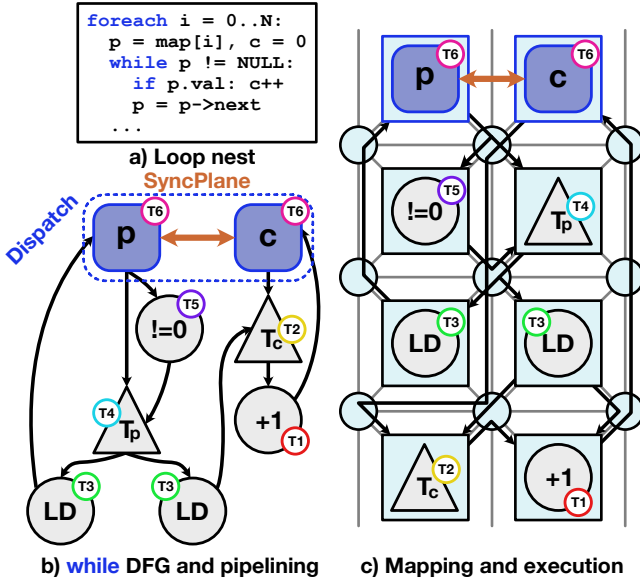 foreach i = 0..N:
p = map[i], c = 0
while p != NULL:
if p.val: c++
p = p->next
...
a) Loop nest
SyncPlane
Dispatch
p
T6
c
T6
!=0
T5
Tc
T2
Tp
T4
+1
T1
LD
T3
LD
T3
b) while DFG and pipelining
p
T6
c
T6
!=0
T5
Tp
T4
LD
T3
LD
T3
Tc
T2
+1
T1
c) Mapping and execution